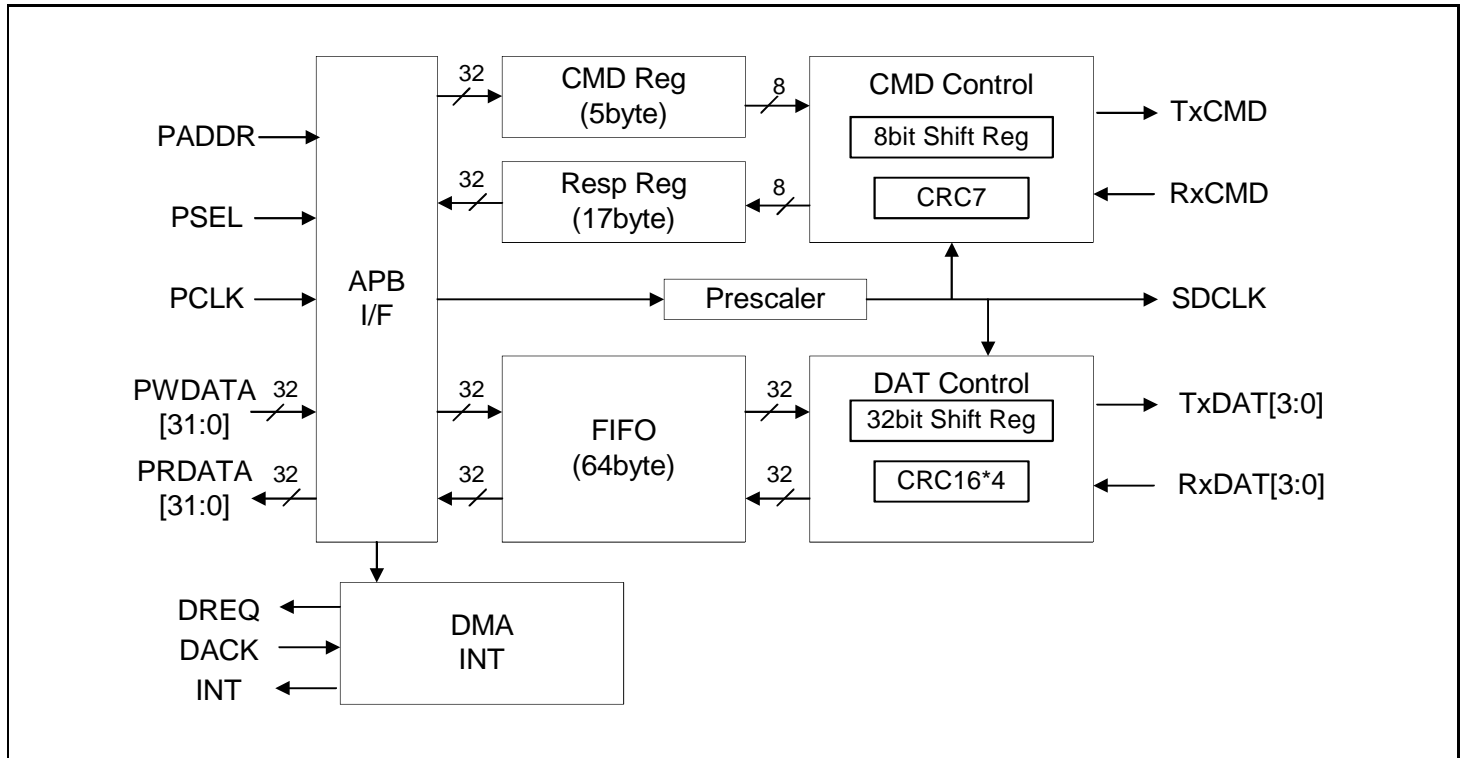 32
CMD Reg
(5byte)
8
CMD Control
TxCMD
PADDR
8bit Shift Reg
32
Resp Reg
(17byte)
8
CRC7
RxCMD
PSEL
PCLK
APB
I/F
Prescaler
SDCLK
PWDATA
[31:0]
32
32
FIFO
(64byte)
32
DAT Control
32bit Shift Reg
TxDAT[3:0]
PRDATA
[31:0]
32
32
32
CRC16*4
RxDAT[3:0]
DREQ
DACK
INT
DMA
INT